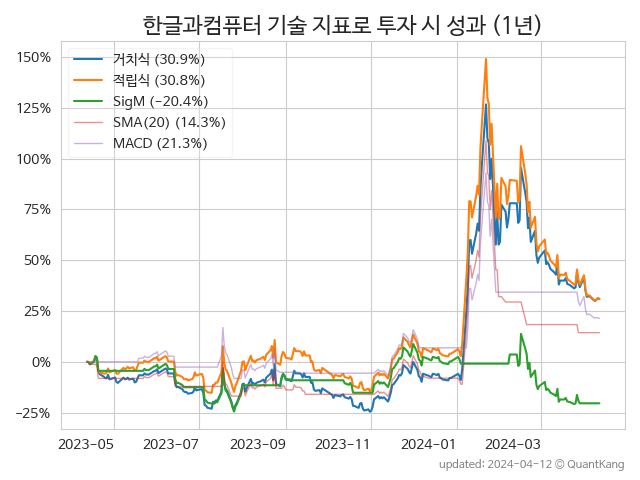 한글과컴퓨터 기술 지표로 투자 시 성과 (1년)
150%
125%
100%
75%
50%
25%
0%
−25%
거치식 (30.9%)
적립식 (30.8%)
SigM (−20.4%)
SMA(20) (14.3%)
MACD (21.3%)
2023-05 2023-07 2023-09 2023-11 2024-01 2024-03
updated: 2024-04-12 © QuantKang